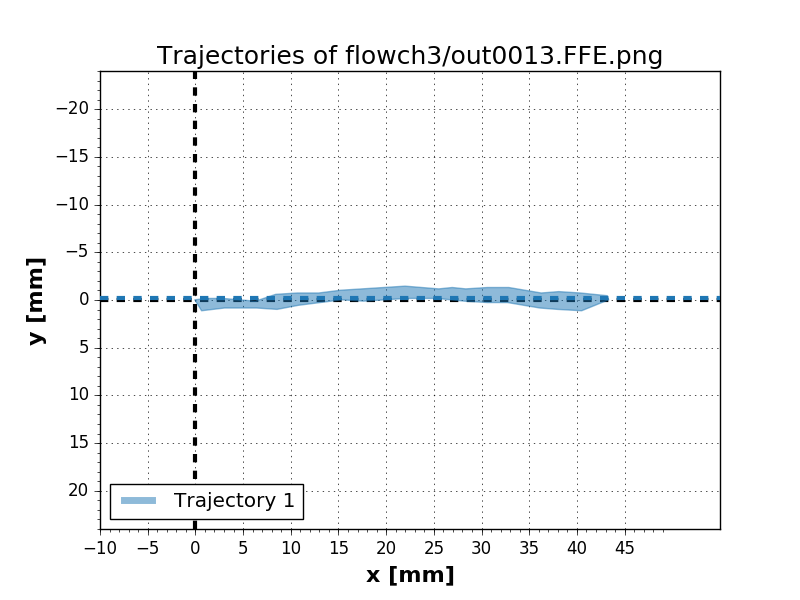 Trajectories of flowch3/out0013.FFE.png
y [mm]
−20
−15
−10
−5
0
5
10
15
20
Trajectory 1
−10 −5 0 5 10 15 20 25 30 35 40 45
x [mm]